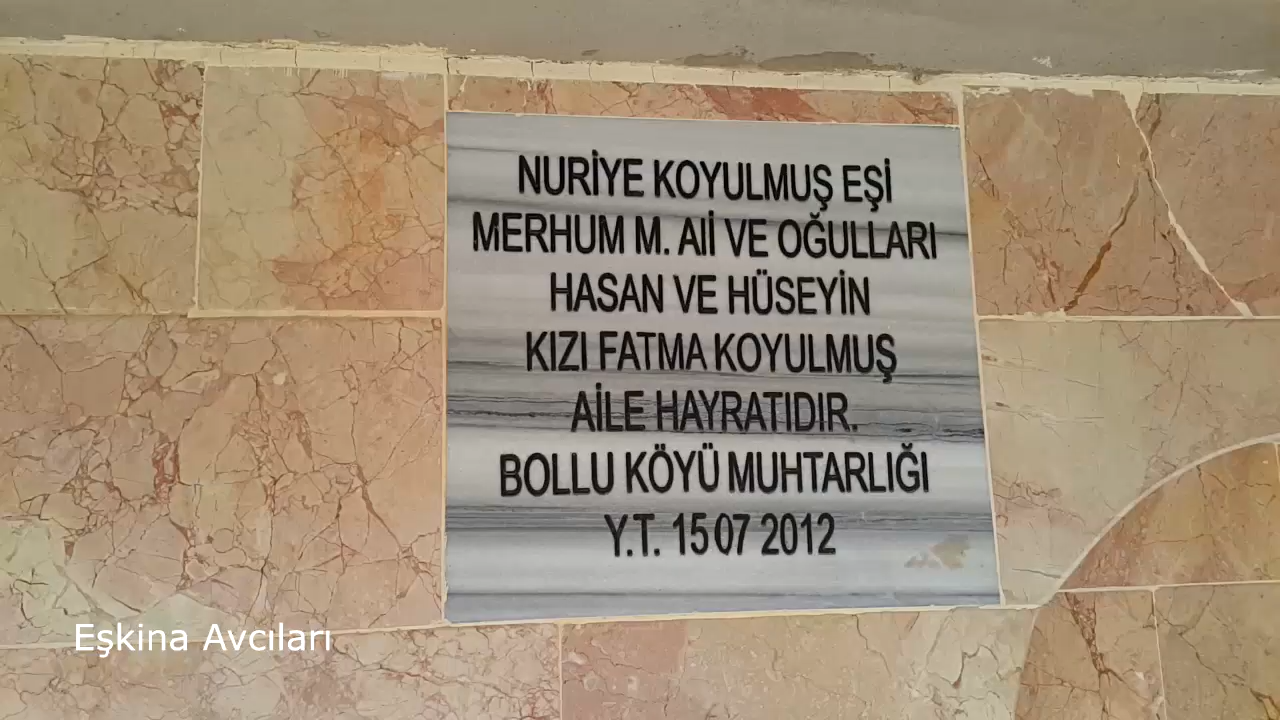 NURİYE KOYULMUŞ EŞİ
MERHUM M. Alİ VE OĞULLARI
HASAN VE HÜSEYİN
KIZI FATMA KOYULMUŞ
AİLE HAYRATIDIR.
BOLLU KÖYÜ MUHTARLIĞI
Y.T. 15 07 2012
Eşkina Avcıları